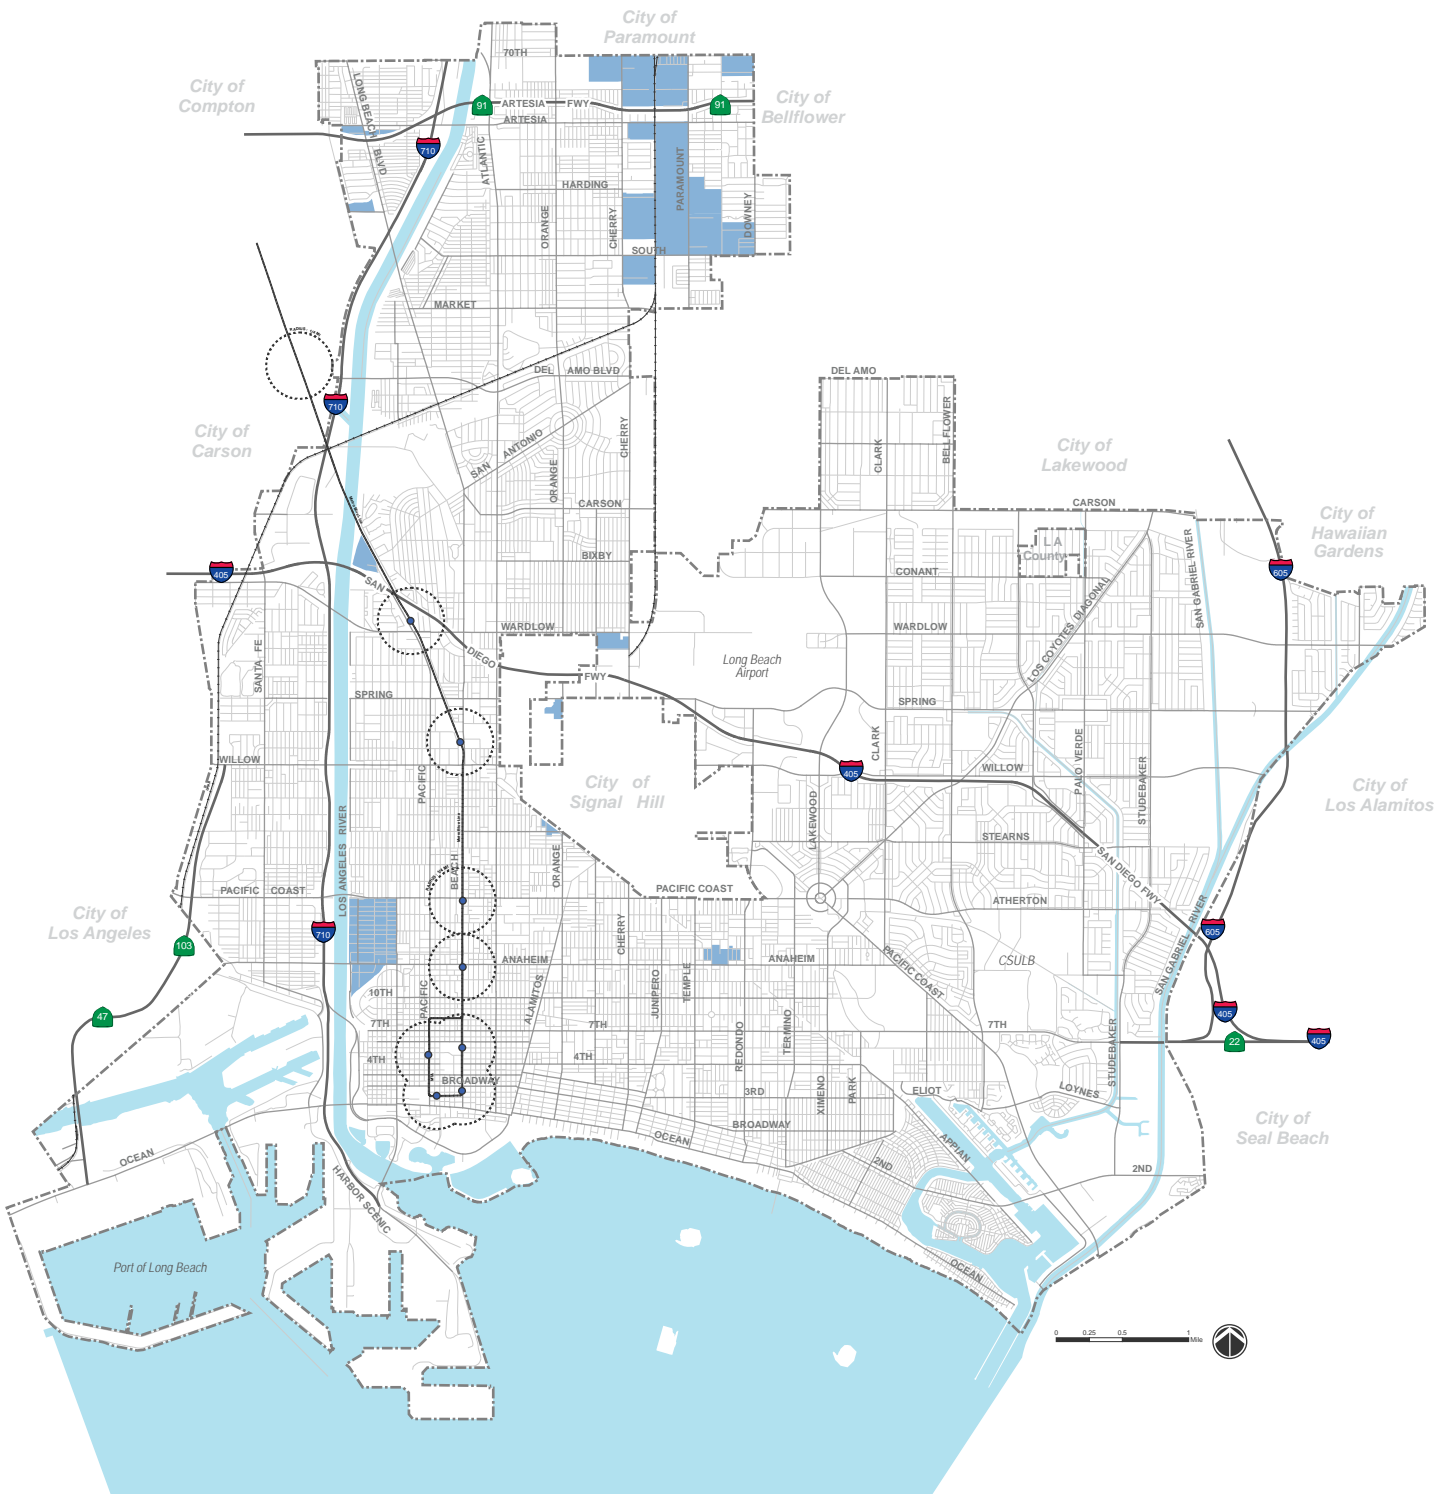 City of
Paramount
70TH
City of
Compton
LONG BEACH
BLVD
91
ARTESIA
FWY
91
City of
Bellflower
ARTESIA
710
ATLANTIC
HARDING
PARAMOUNT
ORANGE
CHERRY
DOWNEY
SOUTH
MARKET
DEL
AMO BLVD
DEL AMO
710
City of
Carson
CHERRY
BELLFLOWER
CLARK
SAN
ANTONIO
ORANGE
City of
Lakewood
CARSON
CARSON
City of
Hawaiian
Gardens
SAN GABRIEL RIVER
L A
County
BIXBY
405
SAN
CONANT
605
LOS COYOTES DIAGONAL
WARDLOW
WARDLOW
SANTA FE
DIEGO
FWY
Long Beach
Airport
SPRING
SPRING
CLARK
PALO VERDE
WILLOW
405
WILLOW
STUDEBAKER
PACIFIC
City of
Signal Hill
City of
Los Alamitos
LAKEWOOD
LOS ANGELES RIVER
STEARNS
BEACH
ORANGE
SAN DIEGO FWY
PACIFIC COAST
PACIFIC COAST
ATHERTON
City of
Los Angeles
710
103
CHERRY
SAN GABRIEL RIVER
605
ANAHEIM
ANAHEIM
PACIFIC COAST
CSULB
10TH
PACIFIC
ALAMITOS
JUNIPERO
TEMPLE
47
7TH
7TH
REDONDO
TERMINO
7TH
405
22
405
4TH
4TH
STUDEBAKER
BROADWAY
3RD
XIMENO
PARK
ELIOT
LOYNES
City of
Seal Beach
BROADWAY
OCEAN
OCEAN
APPIAN
2ND
2ND
HARBOR SCENIC
Port of Long Beach
OCEAN
0
0.25
0.5
1
Mile